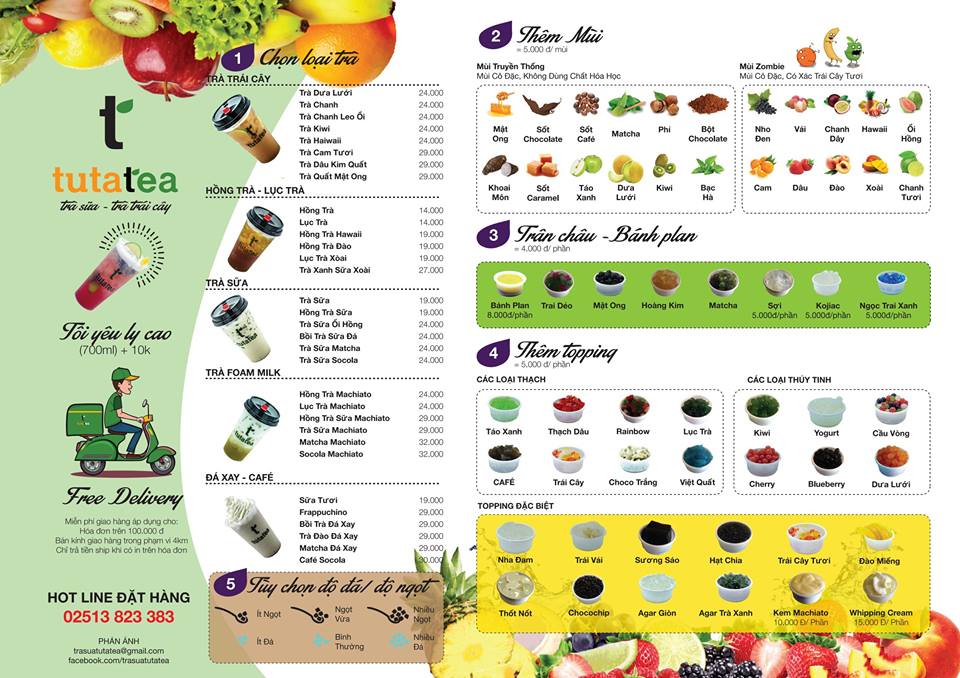 t
tutatea
trà sữa - trà trái cây
Tôi yêu ly cao
(700ml) + 10k
Free Delivery
Miễn phí giao hàng áp dụng cho:
Hóa đơn trên 100.000 đ
Bán kính giao hàng trong phạm vi 4km
Chỉ trả tiền ship khi có in trên hóa đơn
HOT LINE ĐẶT HÀNG
02513 823 383
PHẢN ÁNH
trasuatutatea@gmail.com
facebook.com/trasuatutatea
1 Chọn loại trà
TRÀ TRÁI CÂY
Trà Dưa Lưới 24.000
Trà Chanh 24.000
Trà Chanh Leo Ổi 24.000
Trà Kiwi 24.000
Trà Haiwaii 24.000
Trà Cam Tươi 29.000
Trà Dâu Kim Quất 29.000
Trà Quất Mật Ong 29.000
HỒNG TRÀ - LỤC TRÀ
Hồng Trà 14.000
Lục Trà 14.000
Hồng Trà Hawaii 19.000
Hồng Trà Đào 19.000
Lục Trà Xòai 19.000
Trà Xanh Sữa Xoài 27.000
TRÀ SỮA
Trà Sữa 19.000
Hồng Trà Sữa 19.000
Trà Sữa Ổi Hồng 24.000
Bồi Trà Sữa Đá 24.000
Trà Sữa Matcha 24.000
Trà Sữa Socola 24.000
TRÀ FOAM MILK
Hồng Trà Machiato 24.000
Lục Trà Machiato 24.000
Hồng Trà Sữa Machiato 29.000
Trà Sữa Machiato 29.000
Matcha Machiato 32.000
Socola Machiato 32.000
ĐÁ XAY - CAFÉ
Sữa Tươi 19.000
Frappuchino 29.000
Bồi Trà Đá Xay 29.000
Trà Đào Đá Xay 29.000
Matcha Đá Xay 29.000
Café Socola 30.000
5 Tùy chọn độ đá/ độ ngọt
Ít Ngọt Ngọt Vừa Nhiều Ngọt
Ít Đá Bình Thường Nhiều Đá
2 Thêm Mùi
= 5.000 đ/ mùi
Mùi Truyền Thống
Mùi Cô Đặc, Không Dùng Chất Hóa Học
Mật Ong Sốt Chocolate Sốt Café Matcha Phỉ Bột Chocolate
Khoai Môn Sốt Caramel Táo Xanh Dưa Lưới Kiwi Bạc Hà
Mùi Zombie
Mùi Cô Đặc, Có Xác Trái Cây Tươi
Nho Đen Vải Chanh Dây Hawaii Ổi Hồng
Cam Dâu Đào Xoài Chanh Tươi
3 Trân châu - Bánh plan
= 4.000 đ/ phần
Bánh Plan Trai Dẻo Mật Ong Hoàng Kim Matcha Sợi Kojiac Ngọc Trai Xanh
8.000đ/phần 5.000đ/phần 5.000đ/phần 5.000đ/phần
4 Thêm topping
= 5.000 đ/ phần
CÁC LOẠI THẠCH
Táo Xanh Thạch Dâu Rainbow Lục Trà
CAFÉ Trái Cây Choco Trắng Việt Quất
CÁC LOẠI THỦY TINH
Kiwi Yogurt Cầu Vòng
Cherry Blueberry Dưa Lưới
TOPPING ĐẶC BIỆT
Nha Đam Trái Vải Sương Sáo Hạt Chia Trái Cây Tươi Đào Miếng
Thốt Nốt Chocochip Agar Giòn Agar Trà Xanh Kem Machiato Whipping Cream
10.000 Đ/ Phần 15.000 Đ/ Phần